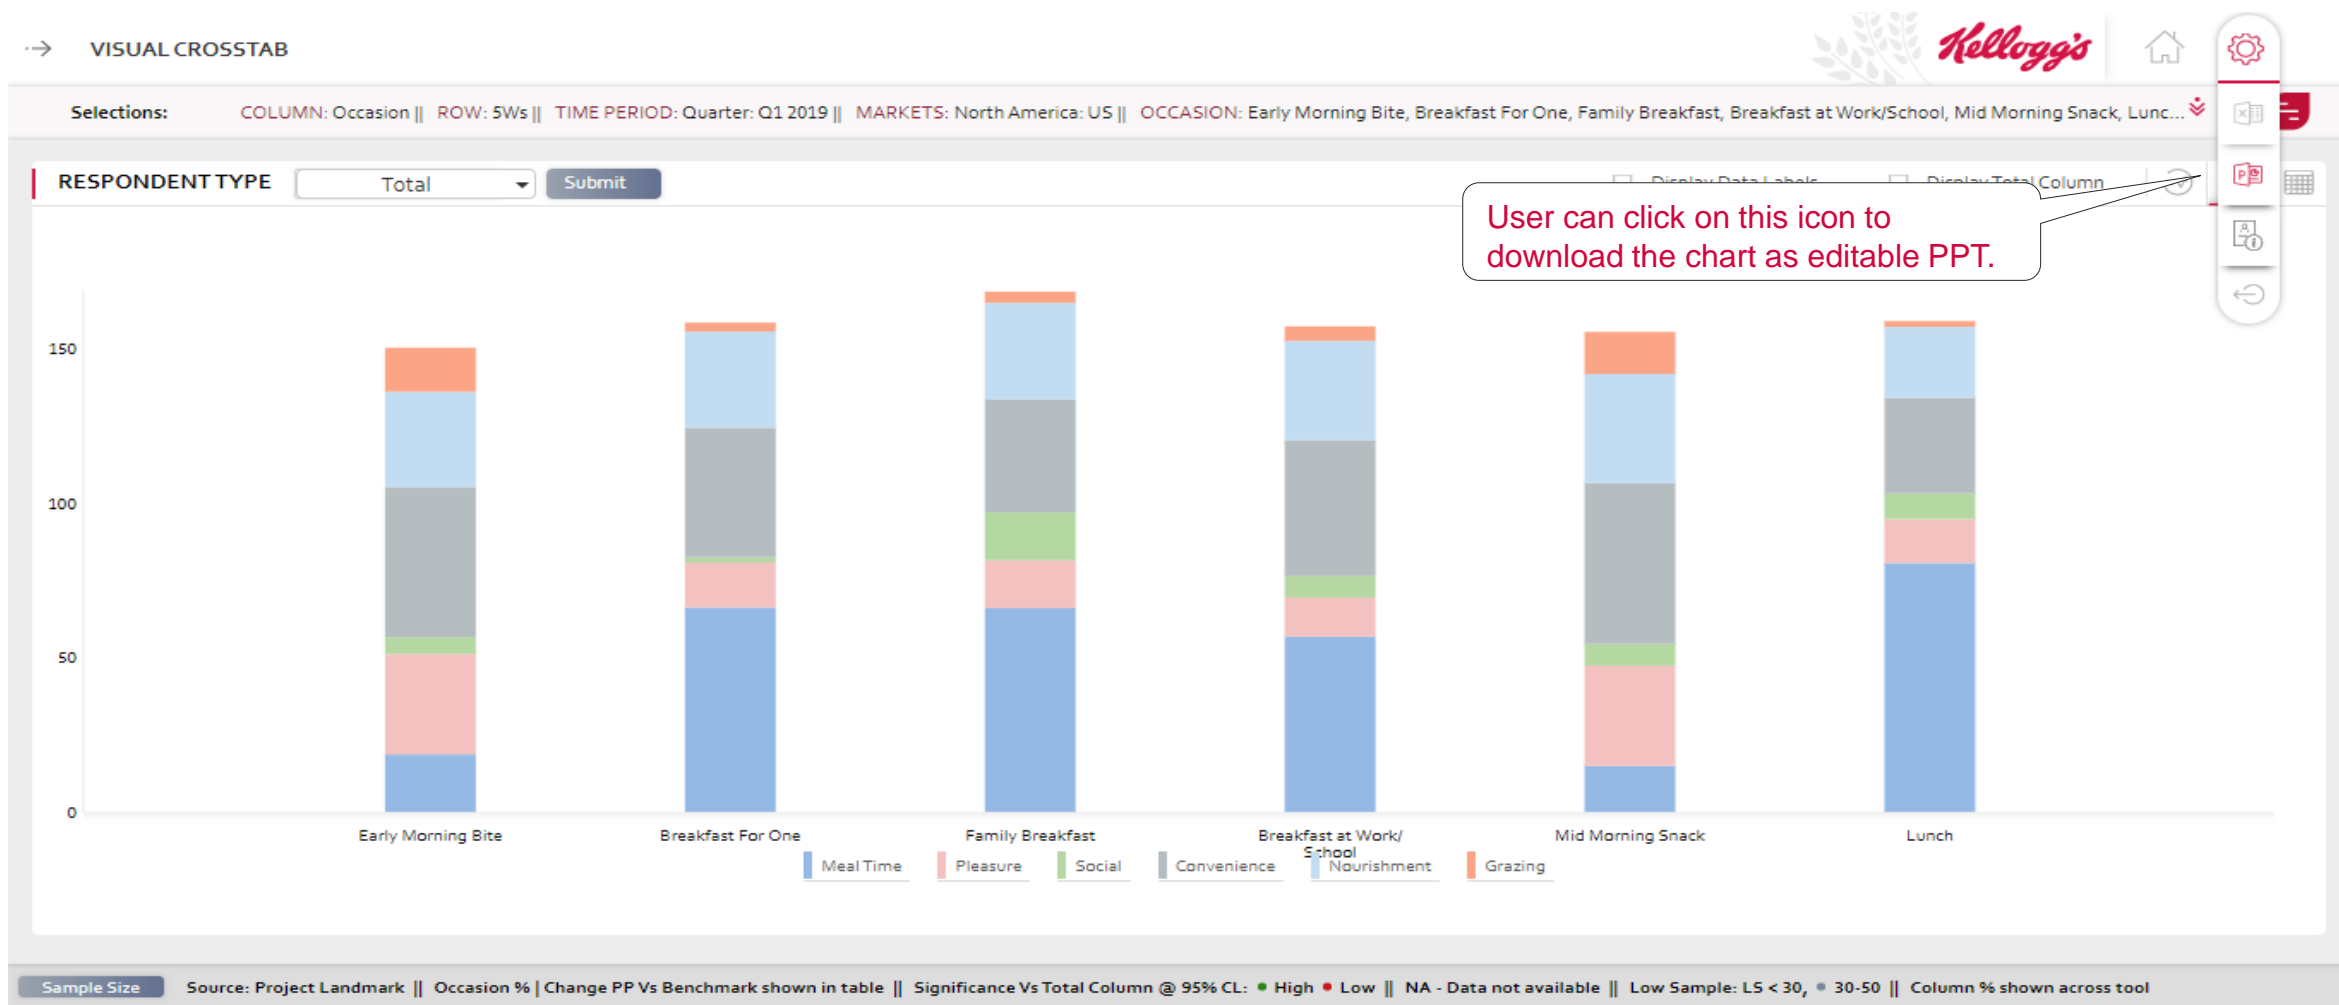 VISUAL CROSSTAB
Kellogg's
Selections: COLUMN: Occasion || ROW: 5Ws || TIME PERIOD: Quarter: Q1 2019 || MARKETS: North America: US || OCCASION: Early Morning Bite, Breakfast For One, Family Breakfast, Breakfast at Work/School, Mid Morning Snack, Lunc...
RESPONDENT TYPE Total Submit Display Data Labels Display Total Column
User can click on this icon to
download the chart as editable PPT.
150
100
50
0
Early Morning Bite Breakfast For One Family Breakfast Breakfast at Work/ Mid Morning Snack Lunch
School
Meal Time Pleasure Social Convenience Nourishment Grazing
Sample Size Source: Project Landmark || Occasion % | Change PP Vs Benchmark shown in table || Significance Vs Total Column @ 95% CL: • High • Low || NA - Data not available || Low Sample: LS < 30, • 30-50 || Column % shown across tool